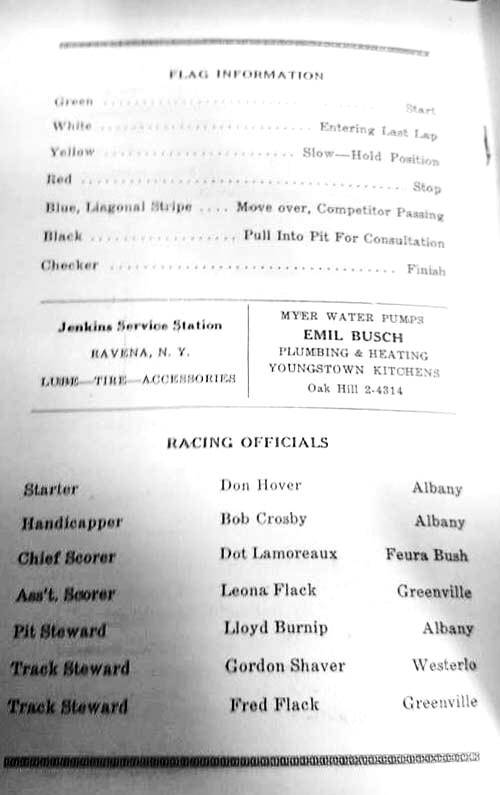 FLAG INFORMATION
Green .......... Start
White .......... Entering Last Lap
Yellow .......... Slow—Hold Position
Red .......... Stop
Blue, Liagonal Stripe .... Move over, Competitor Passing
Black .......... Pull Into Pit For Consultation
Checker .......... Finish
Jenkins Service Station
RAVENA, N. Y.
LUBE—TIRE—ACCESSORIES
MYER WATER PUMPS
EMIL BUSCH
PLUMBING & HEATING
YOUNGSTOWN KITCHENS
Oak Hill 2-4314
RACING OFFICIALS
Starter Don Hover Albany
Handicapper Bob Crosby Albany
Chief Scorer Dot Lamoreaux Feura Bush
Ass't. Scorer Leona Flack Greenville
Pit Steward Lloyd Burnip Albany
Track Steward Gordon Shaver Westerlo
Track Steward Fred Flack Greenville